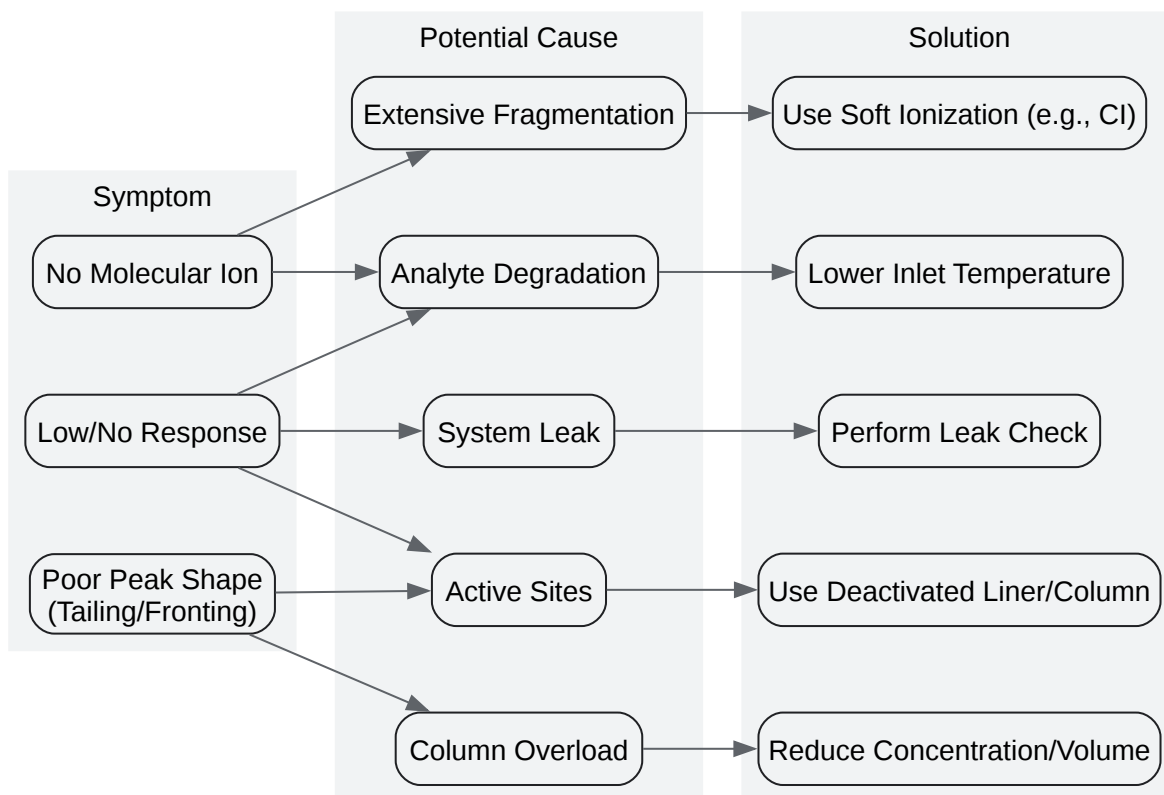 Potential Cause
Solution
Extensive Fragmentation
Use Soft Ionization (e.g., CI)
Symptom
No Molecular Ion
Analyte Degradation
Lower Inlet Temperature
Low/No Response
System Leak
Perform Leak Check
Poor Peak Shape
(Tailing/Fronting)
Active Sites
Use Deactivated Liner/Column
Column Overload
Reduce Concentration/Volume